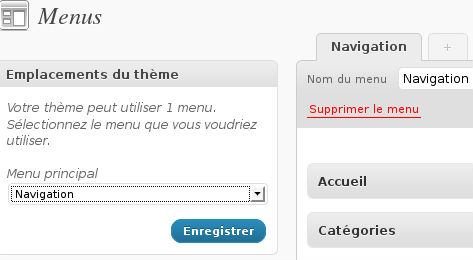 Menus
Emplacements du thème
Votre thème peut utiliser 1 menu.
Sélectionnez le menu que vous voudriez
utiliser.
Menu principal
Navigation
Enregistrer
Navigation
+
Nom du menu Navigation
Supprimer le menu
Accueil
Catégories